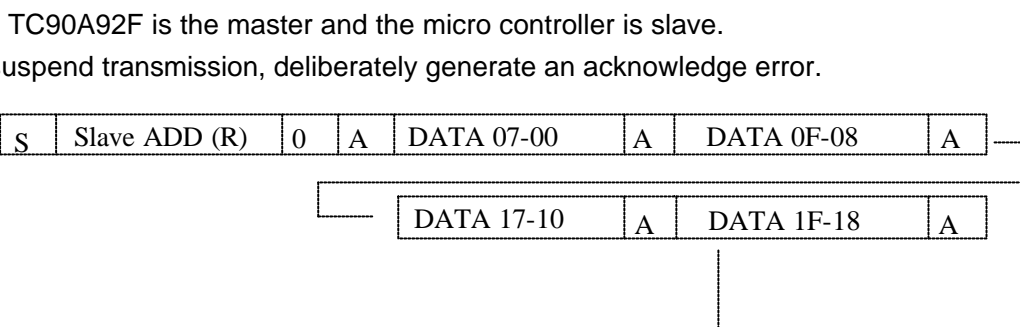 TC90A92F is the master and the micro controller is slave.
suspend transmission, deliberately generate an acknowledge error.
S Slave ADD (R) 0 A DATA 07-00 A DATA 0F-08 A
DATA 17-10 A DATA 1F-18 A